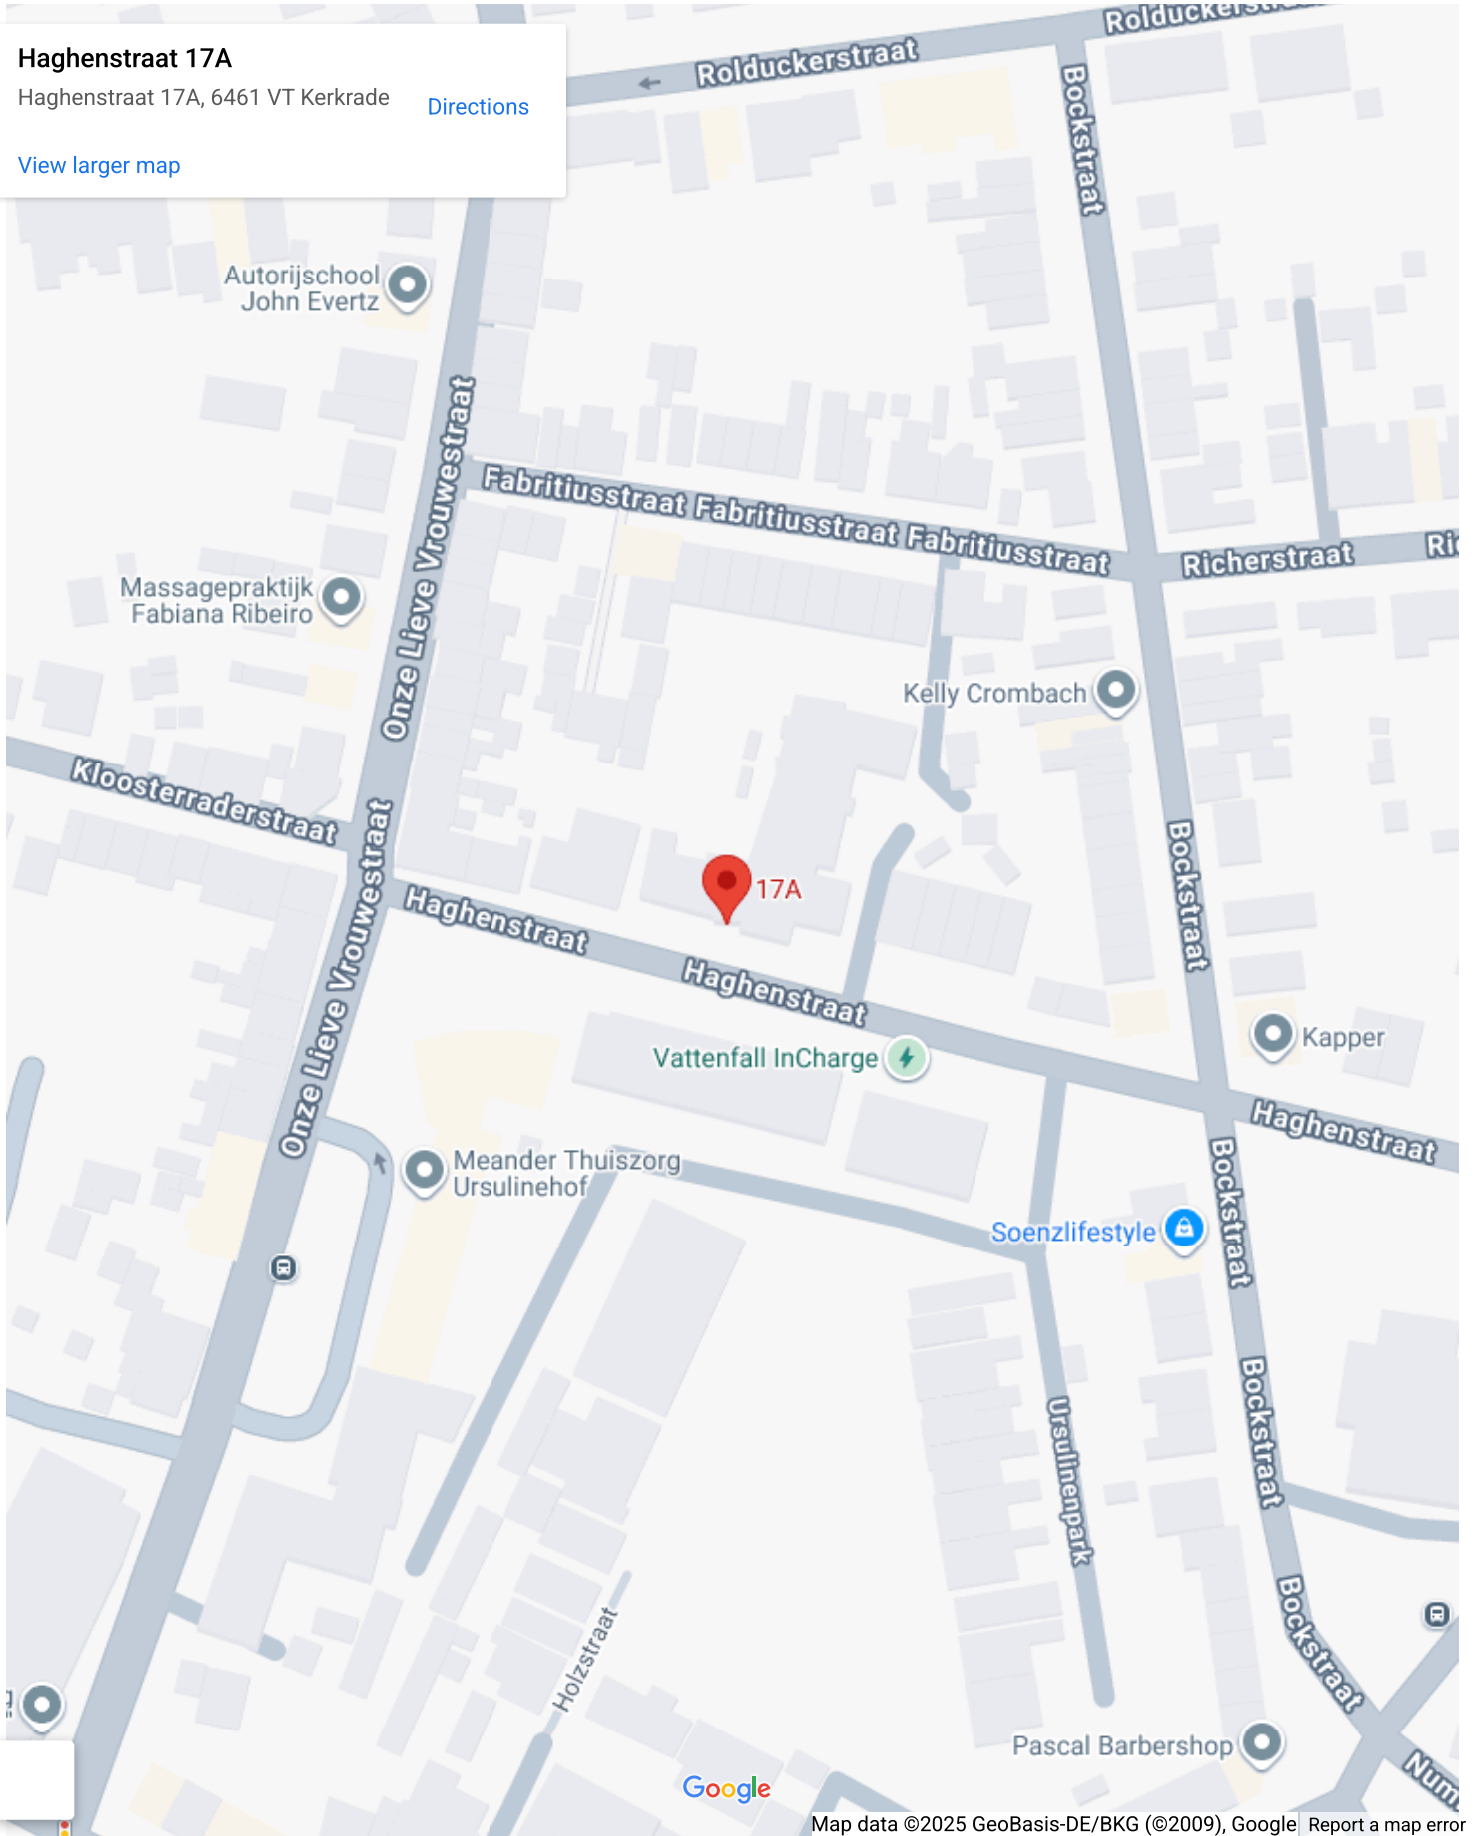 Haghenstraat 17A
Haghenstraat 17A, 6461 VT Kerkrade
Directions
View larger map
Rolduckerstraat
Bockstraat
Autorijschool
John Evertz
Onze Lieve Vrouwestraat
Fabritiusstraat Fabritiusstraat Fabritiusstraat
Richerstraat
Massagepraktijk
Fabiana Ribeiro
Kelly Crombach
Kloosterraderstraat
Onze Lieve Vrouwestraat
Bockstraat
17A
Haghenstraat
Haghenstraat
Vattenfall InCharge
Kapper
Haghenstraat
Meander Thuiszorg
Ursulinehof
Bockstraat
Soenzlifestyle
Bockstraat
Ursulinenpark
Bockstraat
Holzstraat
Pascal Barbershop
Google
Map data ©2025 GeoBasis-DE/BKG (©2009), Google
Report a map error